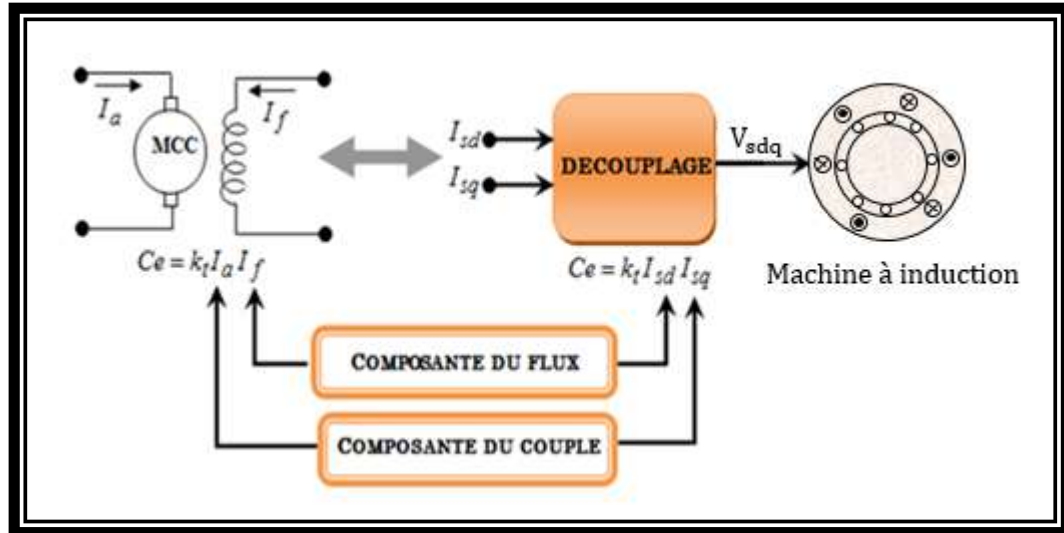 I_a
MCC
I_f
I_sd
I_sq
DECOUPLAGE
V_sdq
Ce = k_t I_a I_f
Ce = k_t I_sd I_sq
Machine à induction
COMPOSANTE DU FLUX
COMPOSANTE DU COUPLE